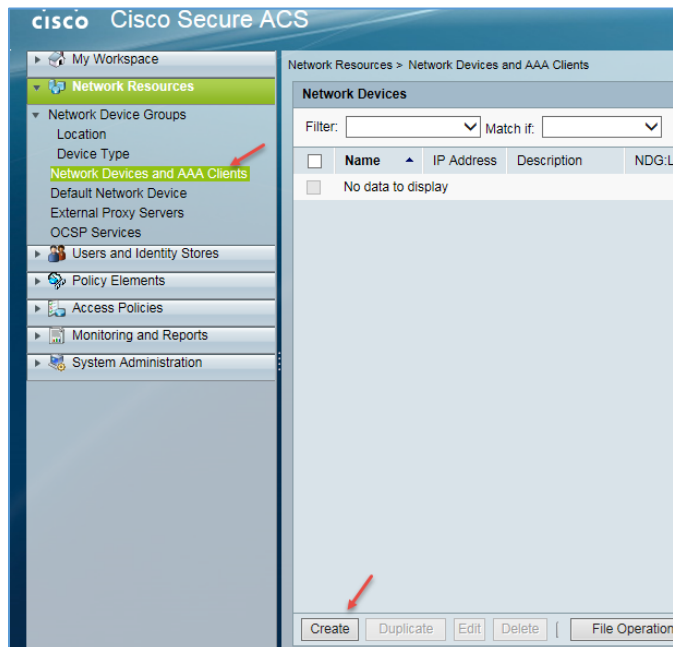 cisco Cisco Secure ACS
My Workspace
Network Resources
Network Device Groups
Location
Device Type
Network Devices and AAA Clients
Default Network Device
External Proxy Servers
OCSP Services
Users and Identity Stores
Policy Elements
Access Policies
Monitoring and Reports
System Administration
Network Resources > Network Devices and AAA Clients
Network Devices
Filter: Match if:
Name IP Address Description NDG:L
No data to display
Create Duplicate Edit Delete | File Operation